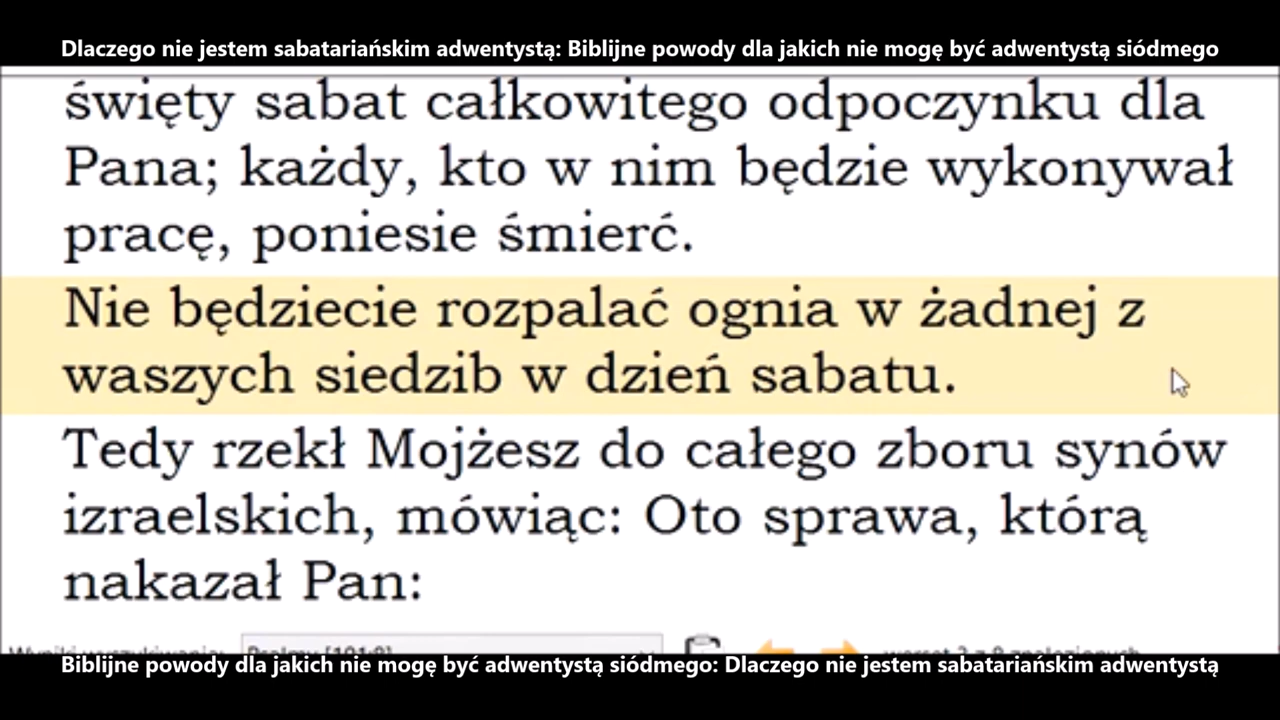 Dlaczego nie jestem sabatariańskim adwentystą: Biblijne powody dla jakich nie mogę być adwentystą siódmego
święty sabat całkowitego odpoczynku dla
Pana; każdy, kto w nim będzie wykonywał
pracę, poniesie śmierć.
Nie będziecie rozpalać ognia w żadnej z
waszych siedzib w dzień sabatu.
Tedy rzekł Mojżesz do całego zboru synów
izraelskich, mówiąc: Oto sprawa, którą
nakazał Pan:
Biblijne powody dla jakich nie mogę być adwentystą siódmego: Dlaczego nie jestem sabatariańskim adwentystą